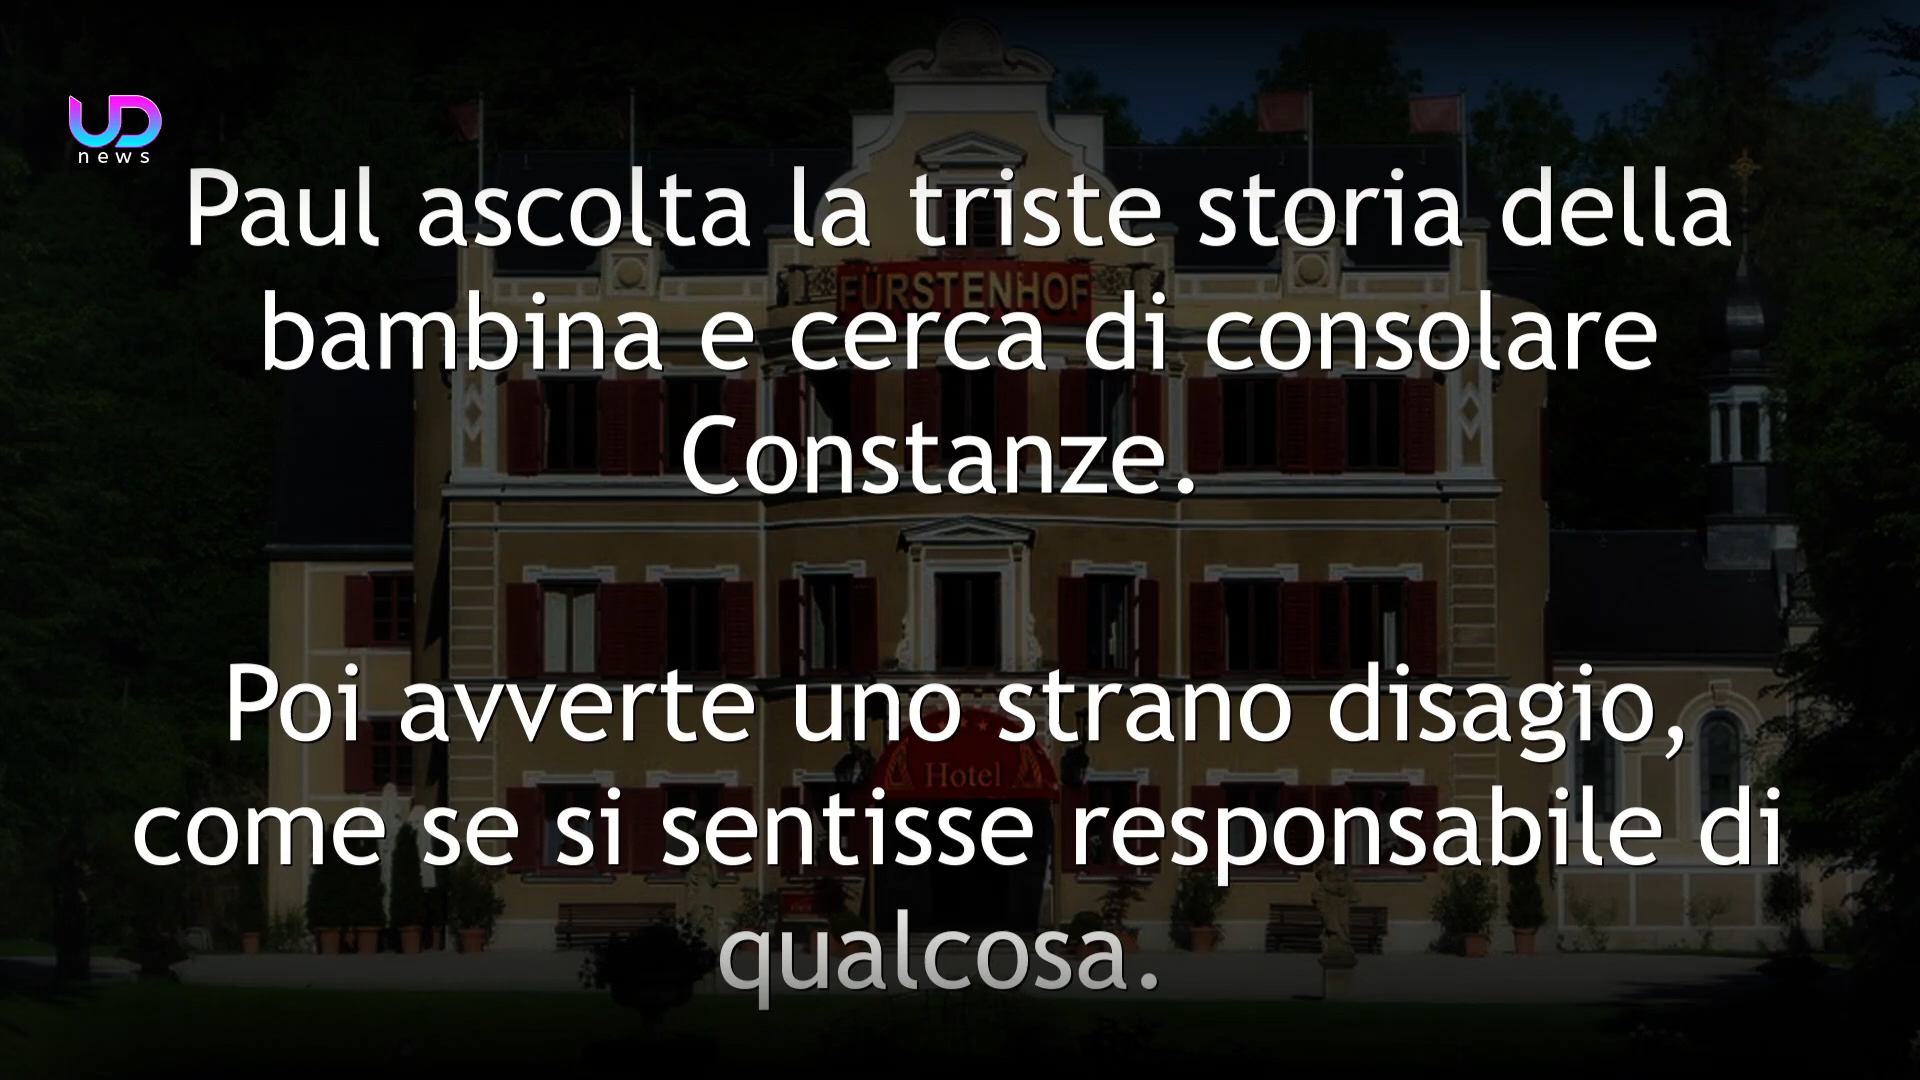 UD
news
Paul ascolta la triste storia della
FÜRSTENHOF
bambina e cerca di consolare
Constanze.
Poi avverte uno strano disagio,
Hotel
come se si sentisse responsabile di
qualcosa.